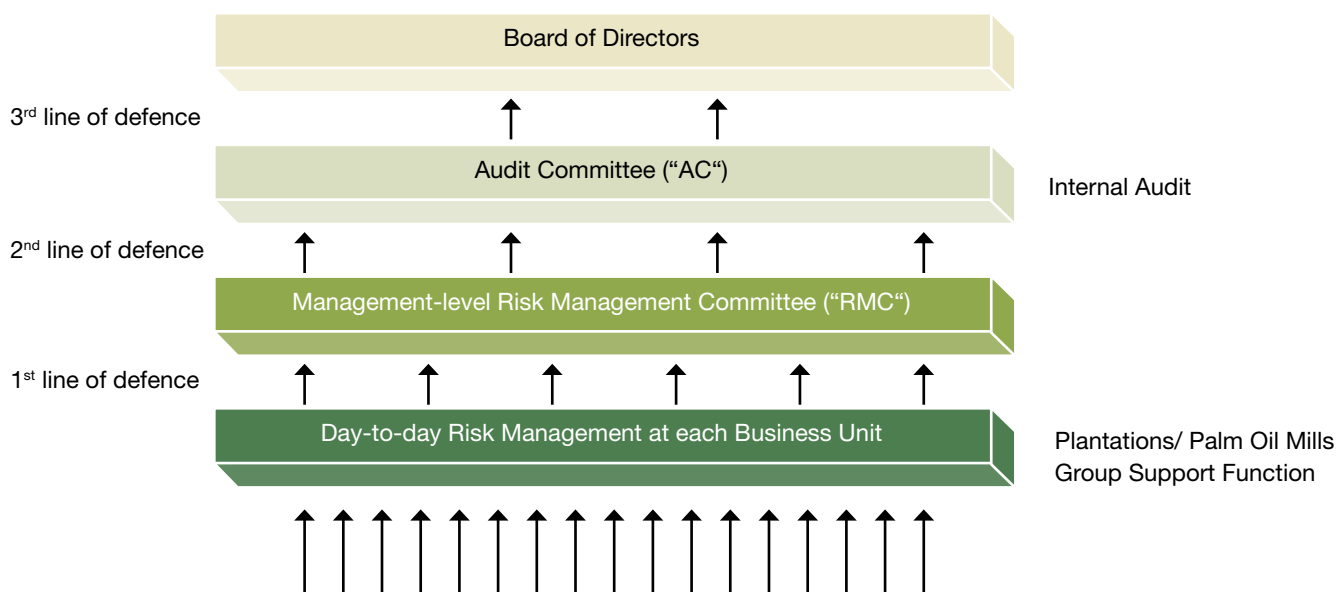 Board of Directors
3rd line of defence
Audit Committee (“AC“)
Internal Audit
2nd line of defence
Management-level Risk Management Committee (“RMC“)
1st line of defence
Day-to-day Risk Management at each Business Unit
Plantations/ Palm Oil Mills
Group Support Function